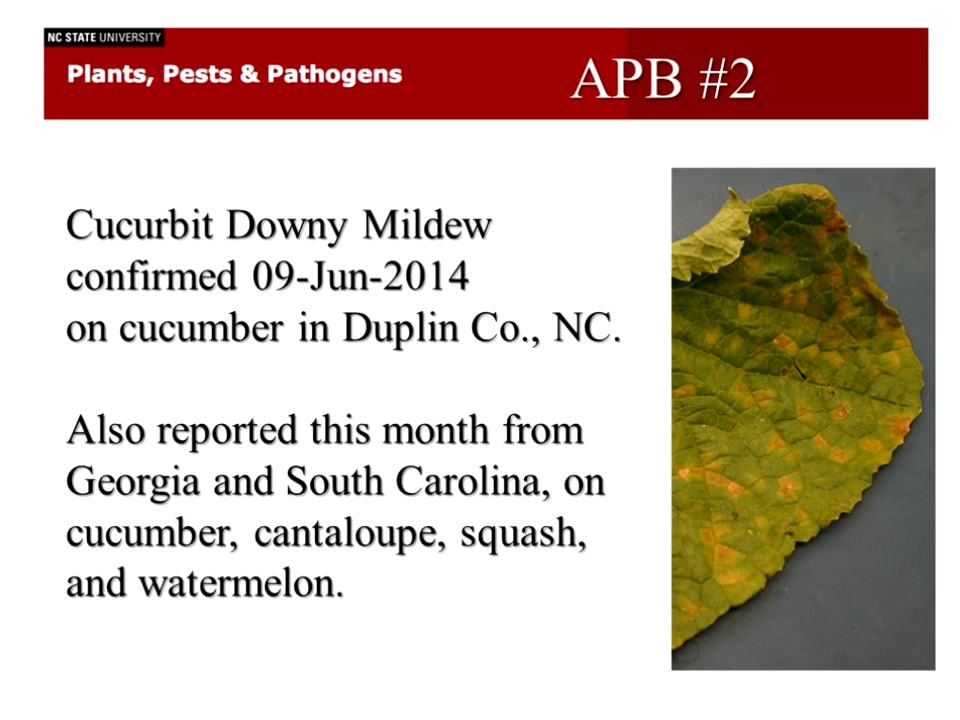 NC STATE UNIVERSITY
Plants, Pests & Pathogens
APB #2
Cucurbit Downy Mildew
confirmed 09-Jun-2014
on cucumber in Duplin Co., NC.
Also reported this month from
Georgia and South Carolina, on
cucumber, cantaloupe, squash,
and watermelon.